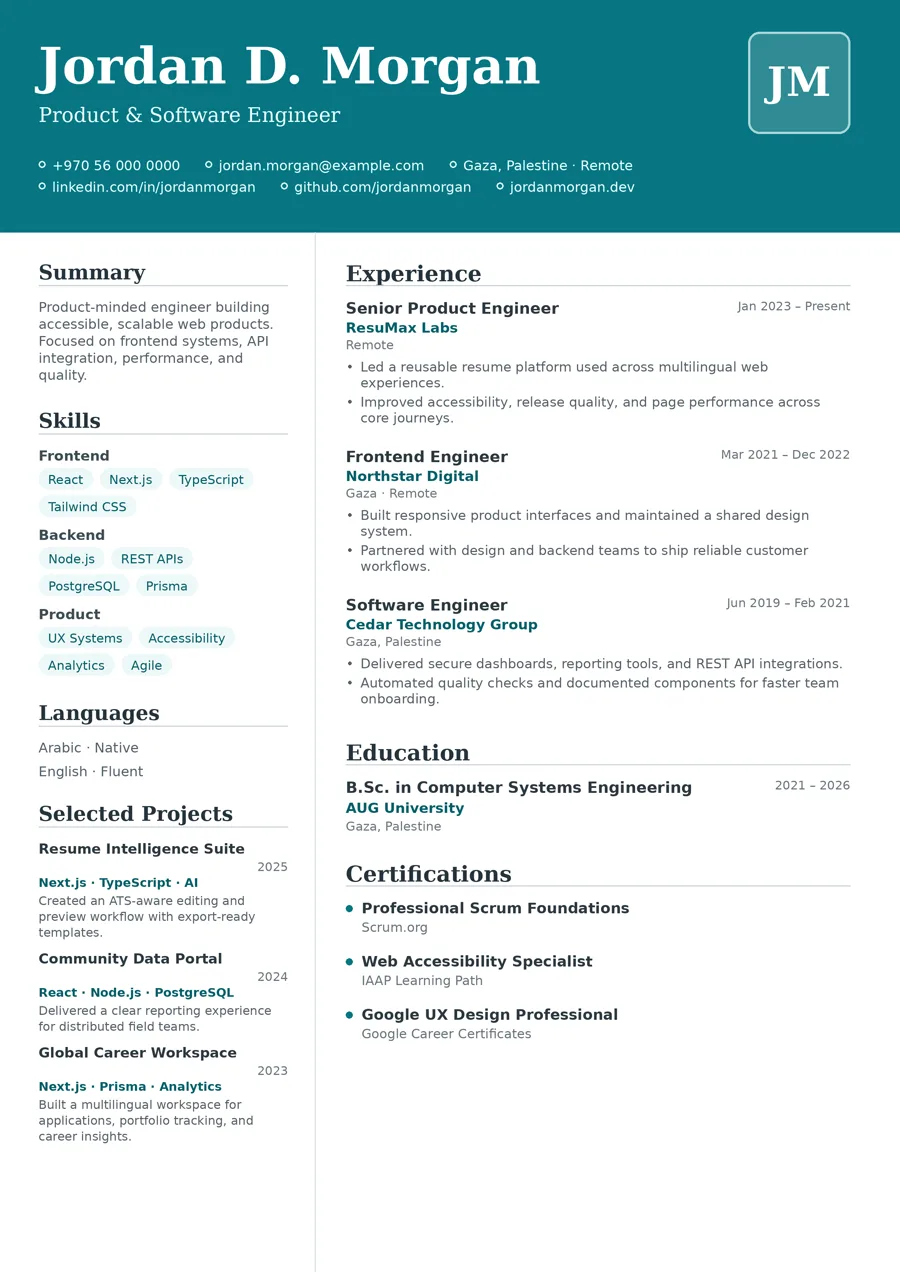 Jordan D. Morgan
JM
Product & Software Engineer
+970 56 000 0000 jordan.morgan@example.com Gaza, Palestine · Remote
linkedin.com/in/jordanmorgan github.com/jordanmorgan jordanmorgan.dev
Summary
Product-minded engineer building
accessible, scalable web products.
Focused on frontend systems, API
integration, performance, and
quality.
Skills
Frontend
React Next.js TypeScript
Tailwind CSS
Backend
Node.js REST APIs
PostgreSQL Prisma
Product
UX Systems Accessibility
Analytics Agile
Languages
Arabic · Native
English · Fluent
Selected Projects
Resume Intelligence Suite
2025
Next.js · TypeScript · AI
Created an ATS-aware editing and
preview workflow with export-ready
templates.
Community Data Portal
2024
React · Node.js · PostgreSQL
Delivered a clear reporting experience
for distributed field teams.
Global Career Workspace
2023
Next.js · Prisma · Analytics
Built a multilingual workspace for
applications, portfolio tracking, and
career insights.
Experience
Senior Product Engineer Jan 2023 – Present
ResuMax Labs
Remote
• Led a reusable resume platform used across multilingual web
experiences.
• Improved accessibility, release quality, and page performance across
core journeys.
Frontend Engineer Mar 2021 – Dec 2022
Northstar Digital
Gaza · Remote
• Built responsive product interfaces and maintained a shared design
system.
• Partnered with design and backend teams to ship reliable customer
workflows.
Software Engineer Jun 2019 – Feb 2021
Cedar Technology Group
Gaza, Palestine
• Delivered secure dashboards, reporting tools, and REST API integrations.
• Automated quality checks and documented components for faster team
onboarding.
Education
B.Sc. in Computer Systems Engineering 2021 – 2026
AUG University
Gaza, Palestine
Certifications
• Professional Scrum Foundations
Scrum.org
• Web Accessibility Specialist
IAAP Learning Path
• Google UX Design Professional
Google Career Certificates